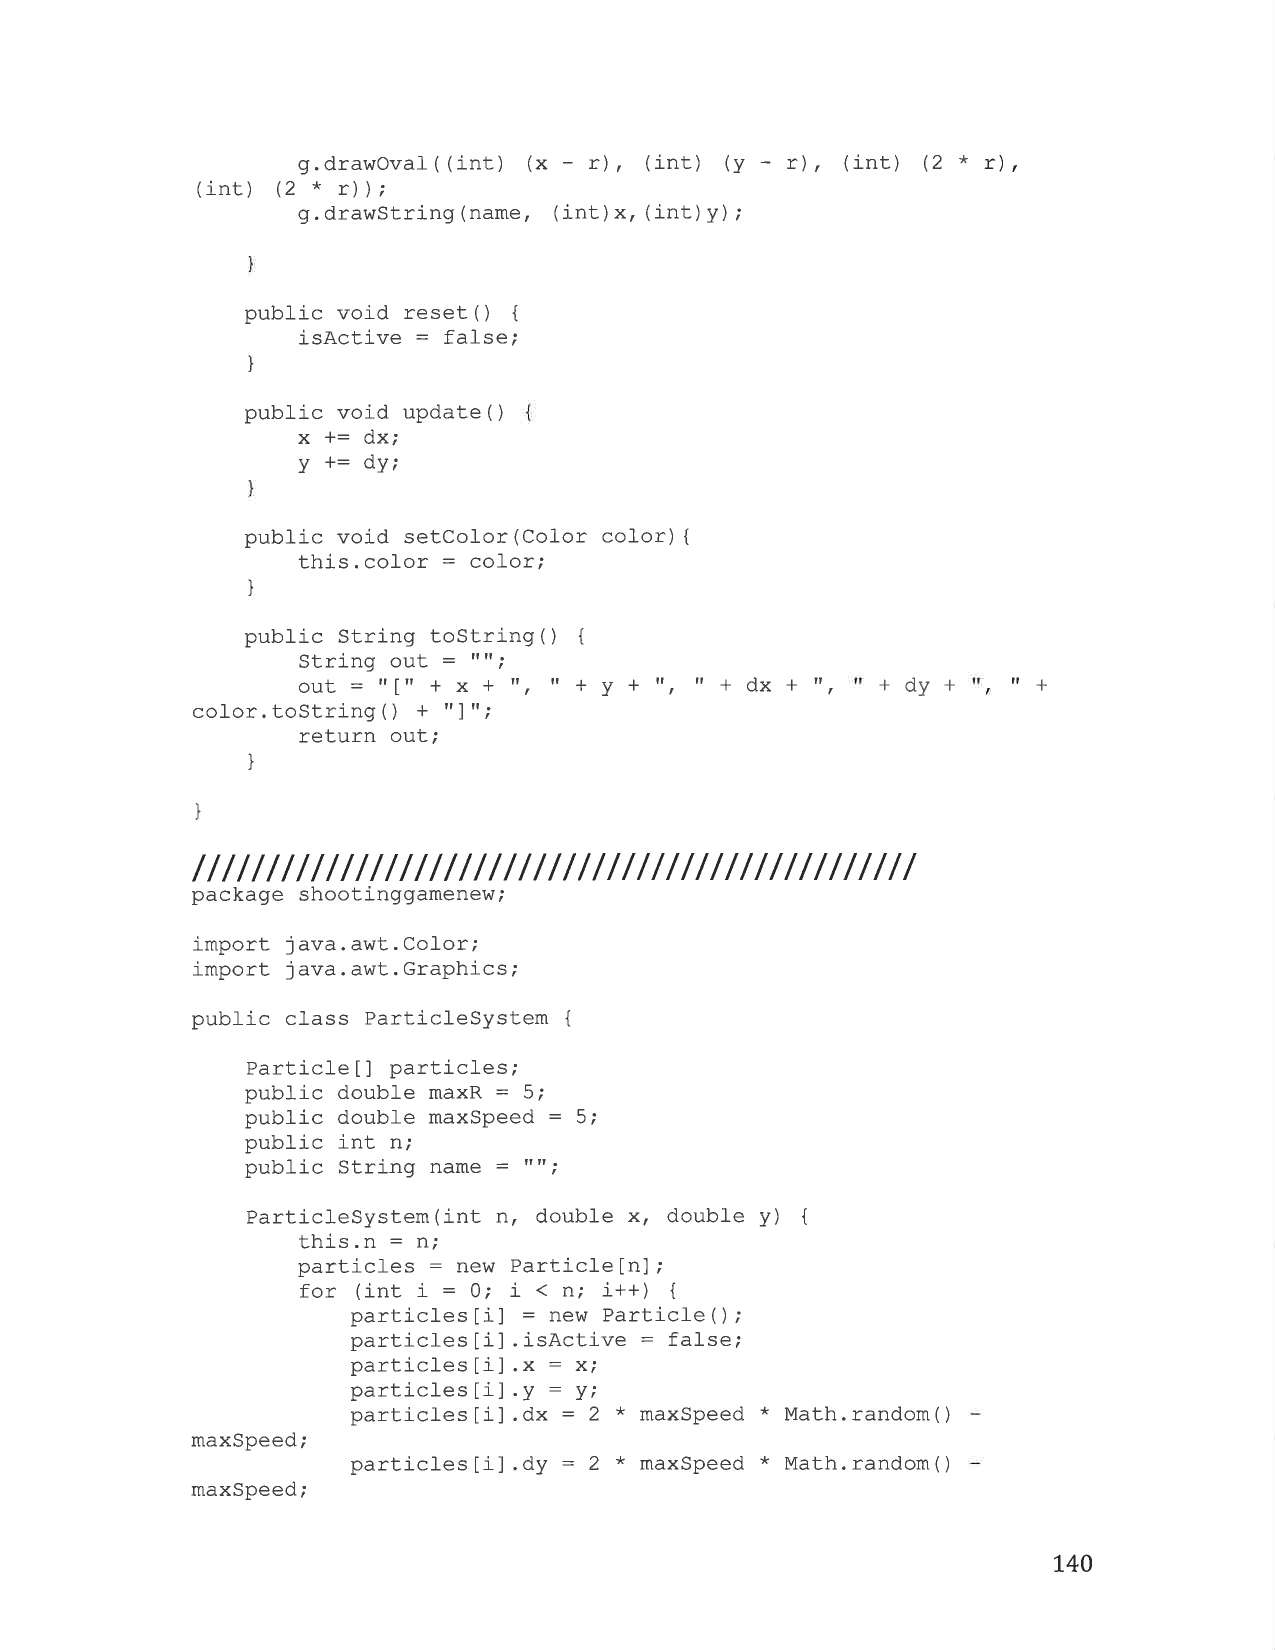 g.drawOval((int) (x - r), (int) (y - r), (int) (2 * r),
(int) (2 * r));
        g.drawString(name, (int)x,(int)y);
    }
    public void reset() {
        isActive = false;
    }
    public void update() {
        x += dx;
        y += dy;
    }
    public void setColor(Color color){
        this.color = color;
    }
    public String toString() {
        String out = "";
        out = "[" + x + ", " + y + ", " + dx + ", " + dy + ", " +
color.toString() + "]";
        return out;
    }
}
/////////////////////////////////////////////////
package shootinggamenew;
import java.awt.Color;
import java.awt.Graphics;
public class ParticleSystem {
    Particle[] particles;
    public double maxR = 5;
    public double maxSpeed = 5;
    public int n;
    public String name = "";
    ParticleSystem(int n, double x, double y) {
        this.n = n;
        particles = new Particle[n];
        for (int i = 0; i < n; i++) {
            particles[i] = new Particle();
            particles[i].isActive = false;
            particles[i].x = x;
            particles[i].y = y;
            particles[i].dx = 2 * maxSpeed * Math.random() -
maxSpeed;
            particles[i].dy = 2 * maxSpeed * Math.random() -
maxSpeed;
140